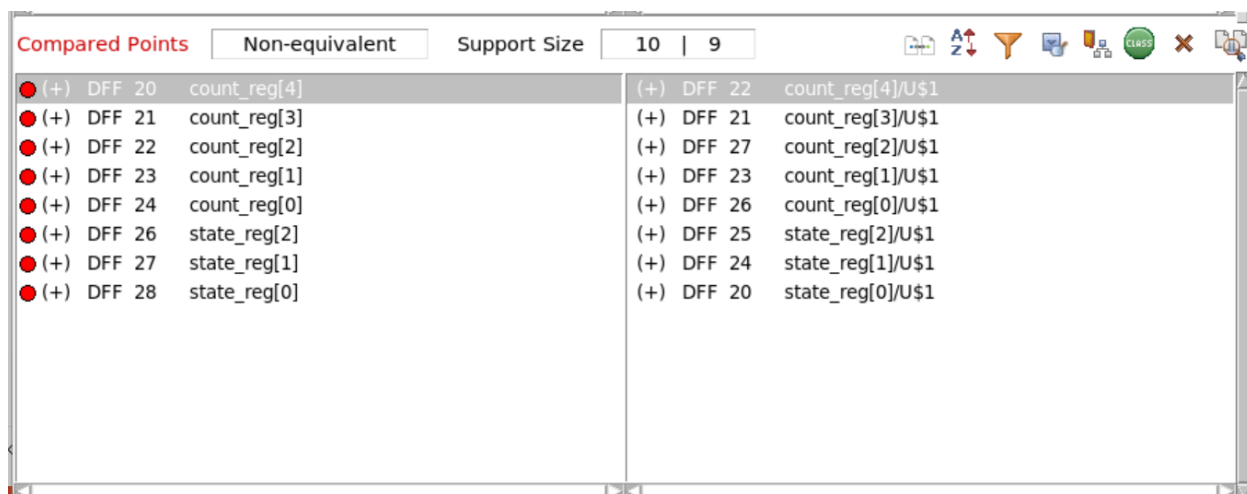 Compared Points Non-equivalent Support Size 10 | 9 A Z CLASS
(+) DFF 20 count_reg[4] (+) DFF 22 count_reg[4]/U$1
(+) DFF 21 count_reg[3] (+) DFF 21 count_reg[3]/U$1
(+) DFF 22 count_reg[2] (+) DFF 27 count_reg[2]/U$1
(+) DFF 23 count_reg[1] (+) DFF 23 count_reg[1]/U$1
(+) DFF 24 count_reg[0] (+) DFF 26 count_reg[0]/U$1
(+) DFF 26 state_reg[2] (+) DFF 25 state_reg[2]/U$1
(+) DFF 27 state_reg[1] (+) DFF 24 state_reg[1]/U$1
(+) DFF 28 state_reg[0] (+) DFF 20 state_reg[0]/U$1